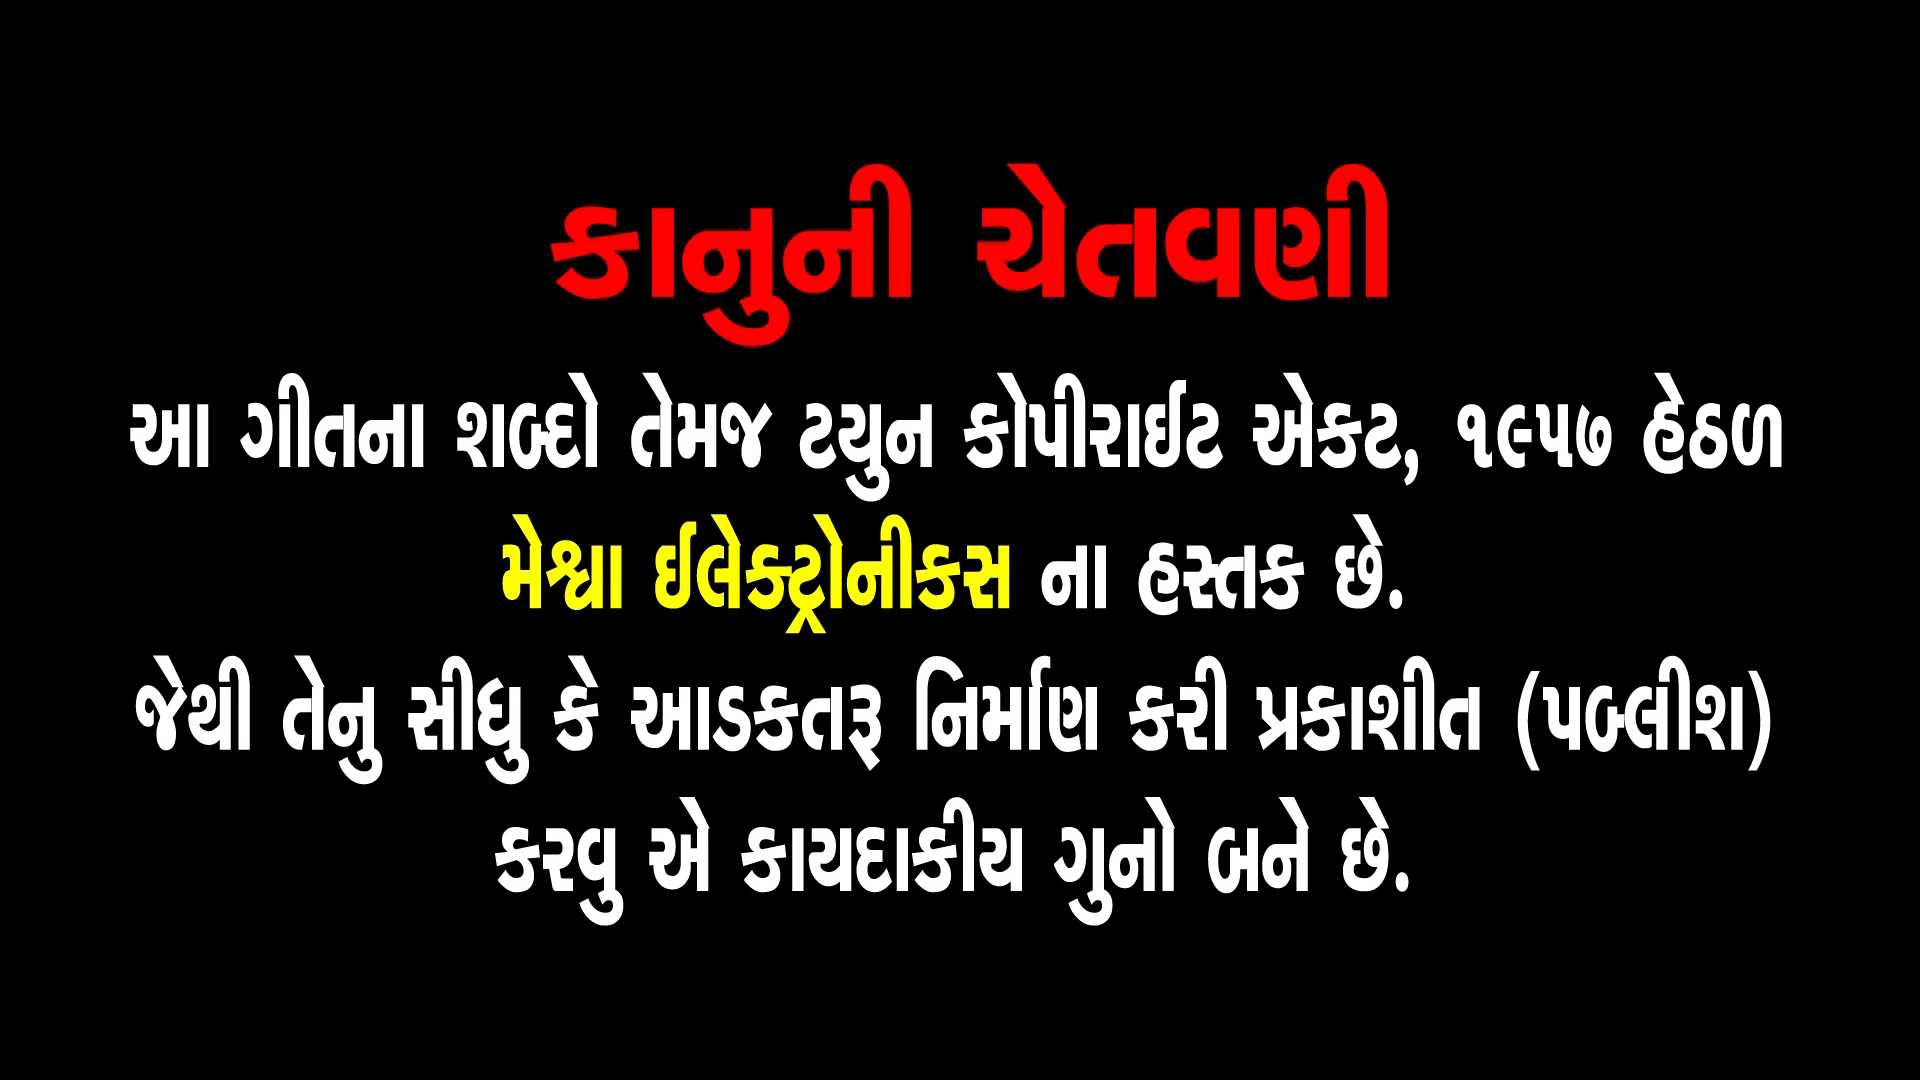 કાનુની ચેતવણી
આ ગીતના શબ્દો તેમજ ટયુન કોપીરાઈટ એકટ, ૧૯૫૭ હેઠળ
મેશ્વા ઈલેક્ટ્રોનીકસ ના હસ્તક છે.
જેથી તેનુ સીધુ કે આડકતરૂ નિર્માણ કરી પ્રકાશીત (પબ્લીશ)
કરવુ એ કાયદાકીય ગુનો બને છે.